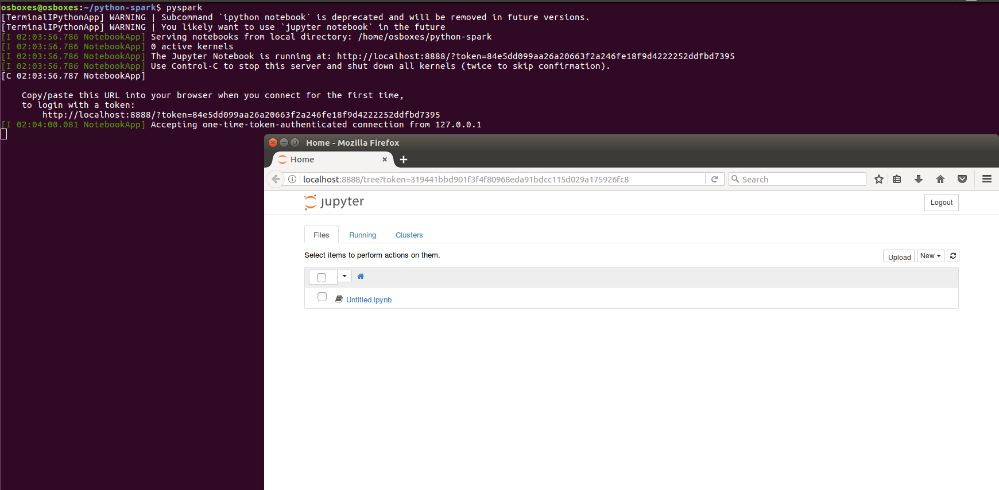 osboxes@osboxes:~/python-spark$ pyspark
[TerminalIPythonApp] WARNING | Subcommand `ipython notebook` is deprecated and will be removed in future versions.
[TerminalIPythonApp] WARNING | You likely want to use `jupyter notebook` in the future
[I 02:03:56.786 NotebookApp] Serving notebooks from local directory: /home/osboxes/python-spark
[I 02:03:56.786 NotebookApp] 0 active kernels
[I 02:03:56.786 NotebookApp] The Jupyter Notebook is running at: http://localhost:8888/?token=84e5dd099aa26a20663f2a246fe18f9d4222252ddfbd7395
[I 02:03:56.786 NotebookApp] Use Control-C to stop this server and shut down all kernels (twice to skip confirmation).
[C 02:03:56.787 NotebookApp]
Copy/paste this URL into your browser when you connect for the first time,
to login with a token:
http://localhost:8888/?token=84e5dd099aa26a20663f2a246fe18f9d4222252ddfbd7395
[I 02:04:00.081 NotebookApp] Accepting one-time-token-authenticated connection from 127.0.0.1
Home - Mozilla Firefox
Home
localhost:8888/tree?token=319441bbd901f3f4f80968eda91bdcc115d029a175926fc8 Search
jupyter Logout
Files Running Clusters
Select items to perform actions on them. Upload New
Untitled.ipynb